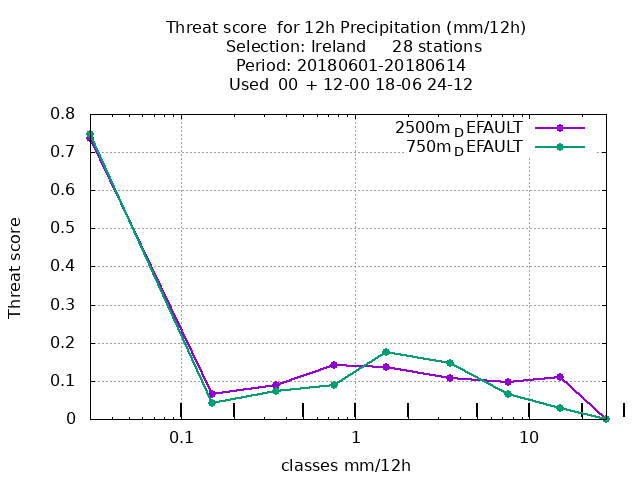 Threat score  for 12h Precipitation (mm/12h)
Selection: Ireland     28 stations
Period: 20180601-20180614
Used  00  + 12-00 18-06 24-12
2500m_DEFAULT
750m_DEFAULT
0.8
0.7
0.6
0.5
0.4
0.3
0.2
0.1
0
Threat score
0.1 1 10
classes mm/12h